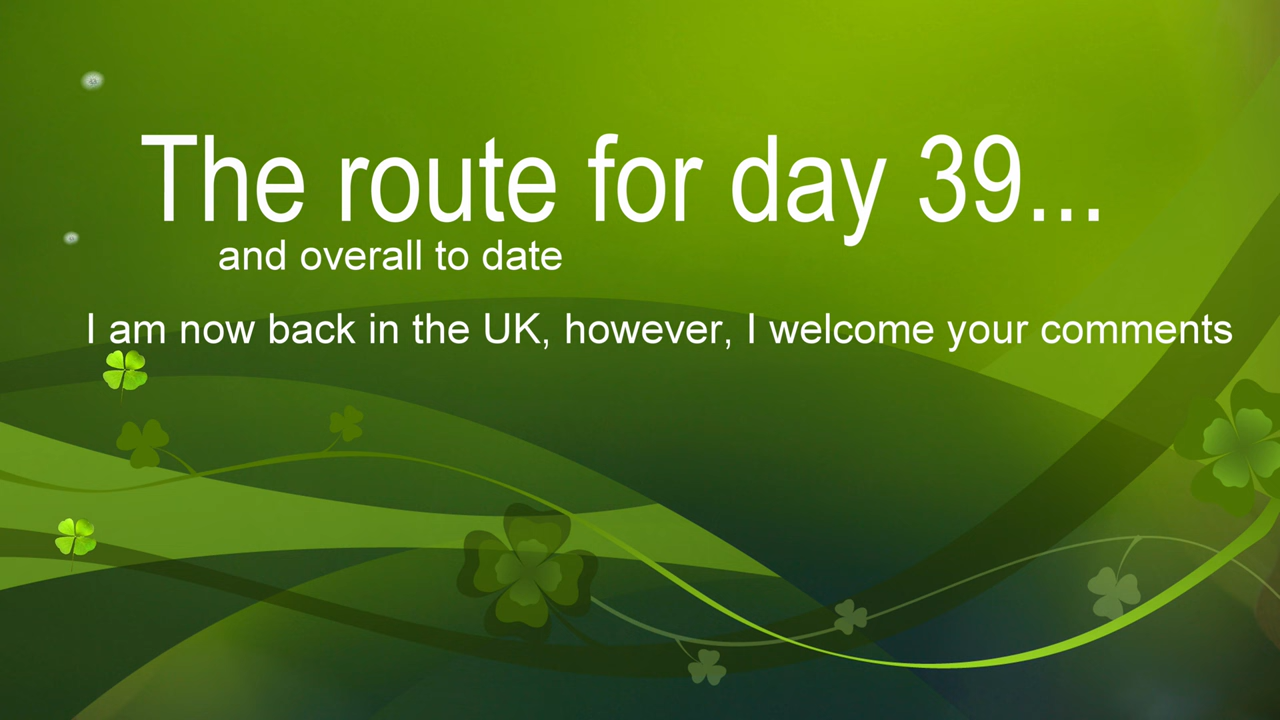 The route for day 39...
and overall to date
I am now back in the UK, however, I welcome your comments